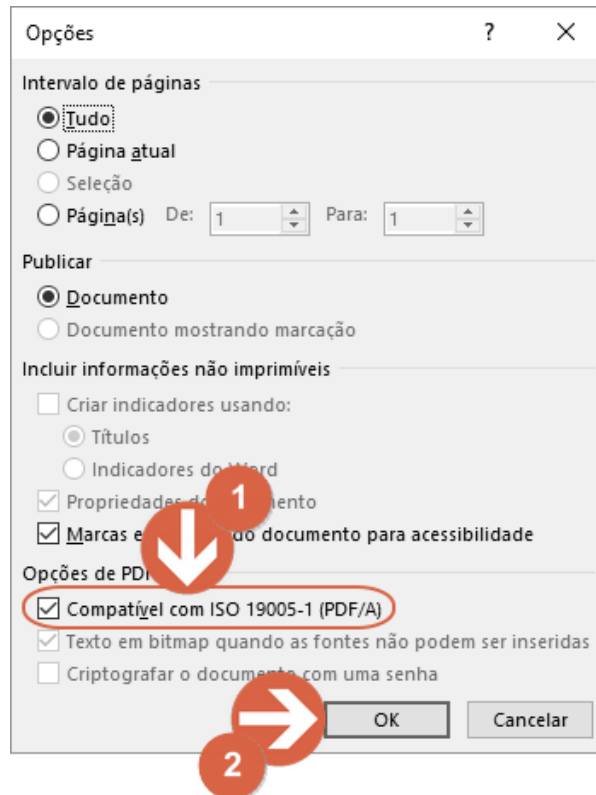 Opções ?
Intervalo de páginas
Tudo
Página atual
Seleção
Página(s) De: 1 Para: 1
Publicar
Documento
Documento mostrando marcação
Incluir informações não imprimíveis
Criar indicadores usando:
Títulos
Indicadores do Word
Propriedades do documento
1
Marcas e do documento para acessibilidade
Opções de PDF
Compatível com ISO 19005-1 (PDF/A)
Texto em bitmap quando as fontes não podem ser inseridas
Criptografar o documento com uma senha
OK Cancelar
2